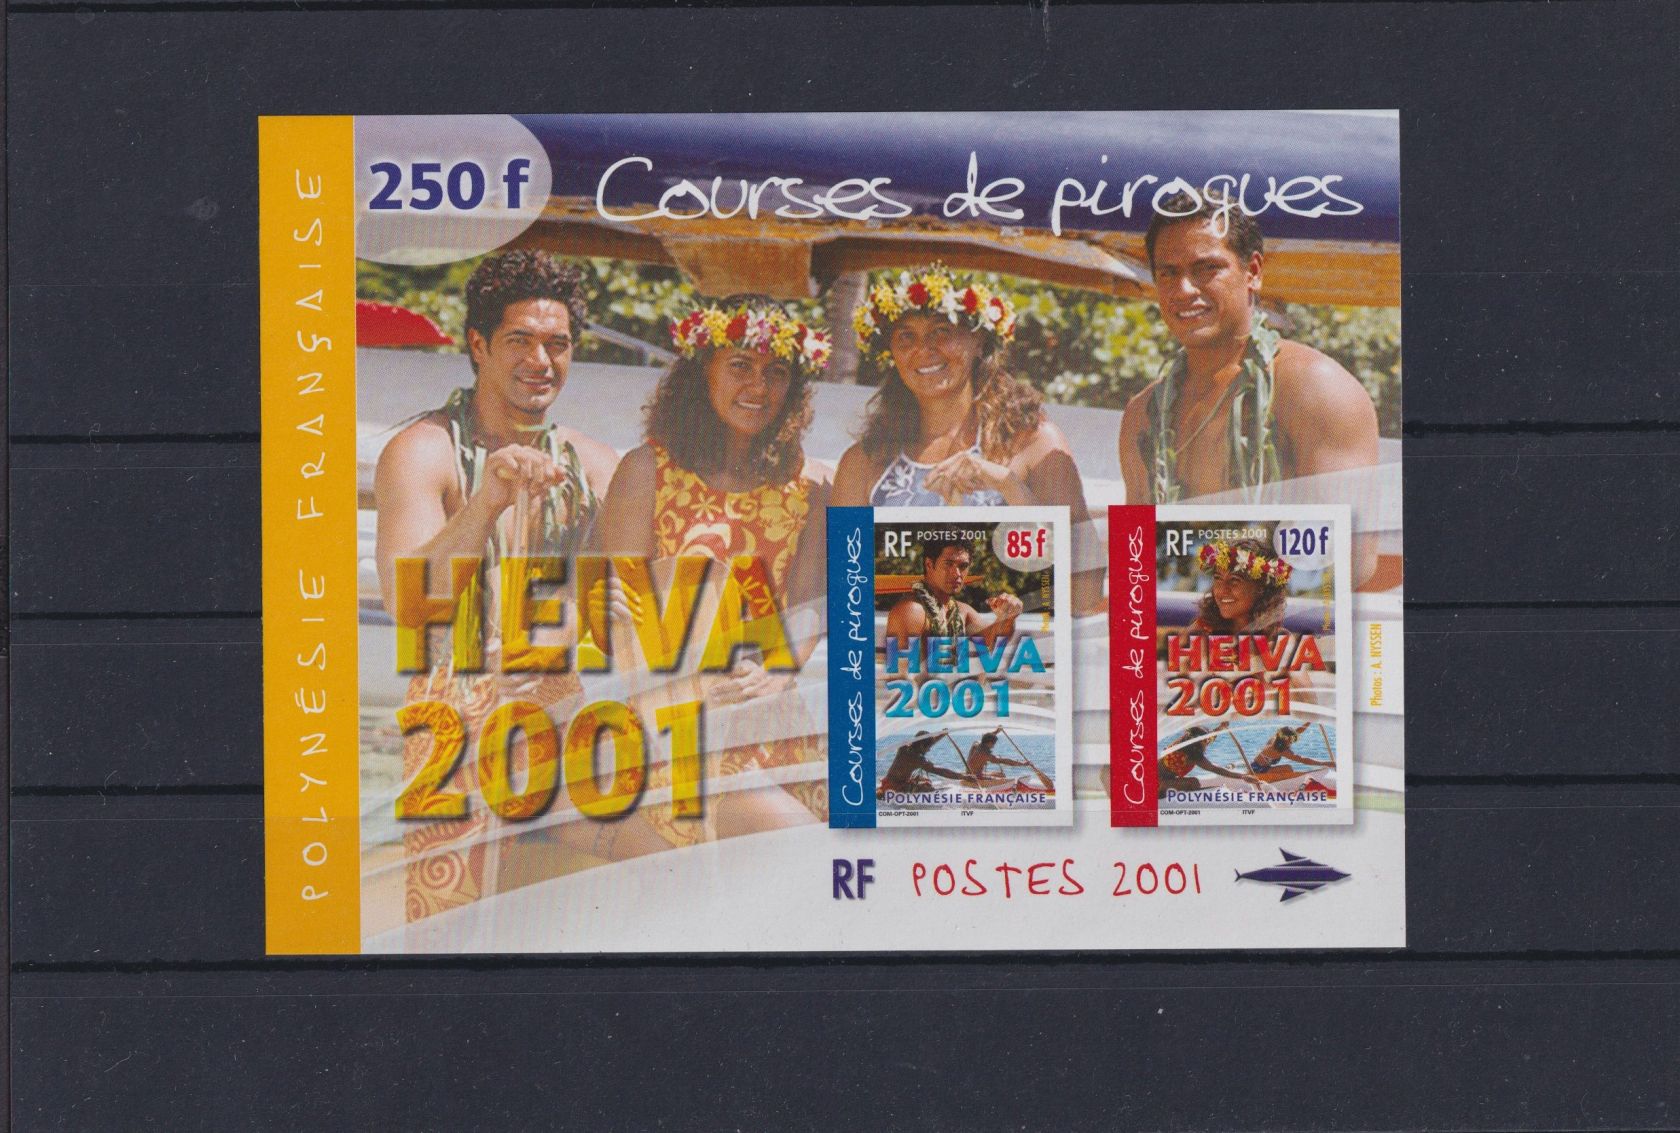 POLYNÉSIE FRANÇAISE
250 f
Courses de pirogues
HEIVA
2001
Courses de pirogues
RF POSTES 2001
85 f
HEIVA
2001
POLYNÉSIE FRANÇAISE
COM-OPT-2001 ITVF
Courses de pirogues
RF POSTES 2001
120 f
HEIVA
2001
POLYNÉSIE FRANÇAISE
COM-OPT-2001 ITVF
Photos : A. NYSSEN
RF POSTES 2001